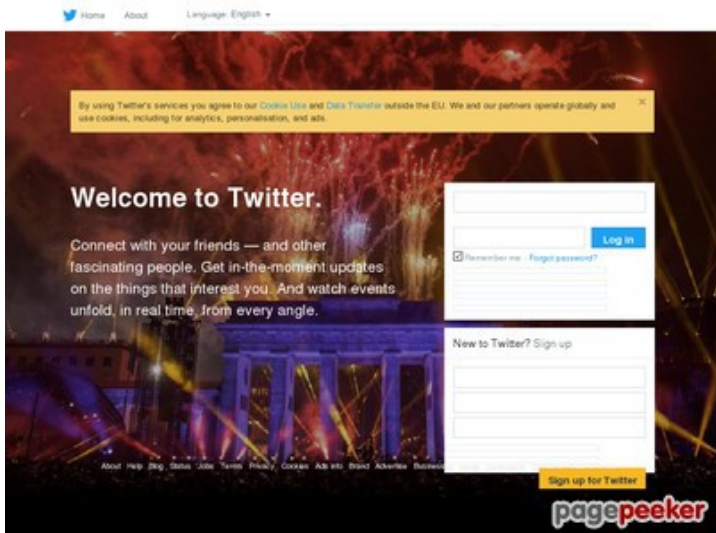 Home About Language: English
By using Twitter's services you agree to our Cookie Use and Data Transfer outside the EU. We and our partners operate globally and
use cookies, including for analytics, personalisation, and ads.
×
Welcome to Twitter.
Connect with your friends — and other
fascinating people. Get in-the-moment updates
on the things that interest you. And watch events
unfold, in real time, from every angle.
Log in
Remember me · Forgot password?
New to Twitter? Sign up
About Help Blog Status Jobs Terms Privacy Cookies Ads info Brand Advertise Business
Sign up for Twitter
pagepeeker